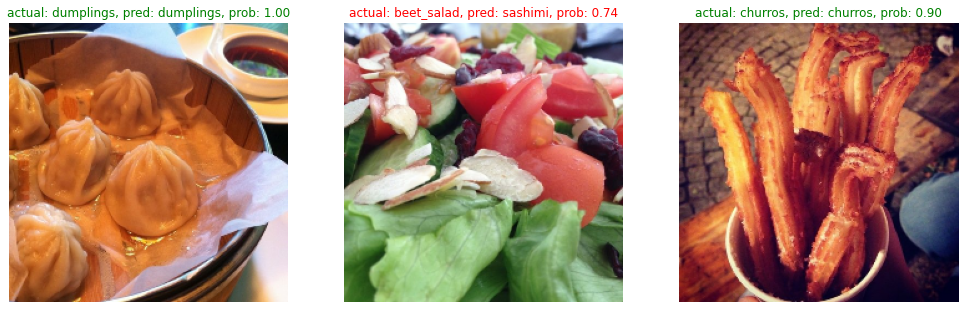 actual: dumplings, pred: dumplings, prob: 1.00
actual: beet_salad, pred: sashimi, prob: 0.74
actual: churros, pred: churros, prob: 0.90